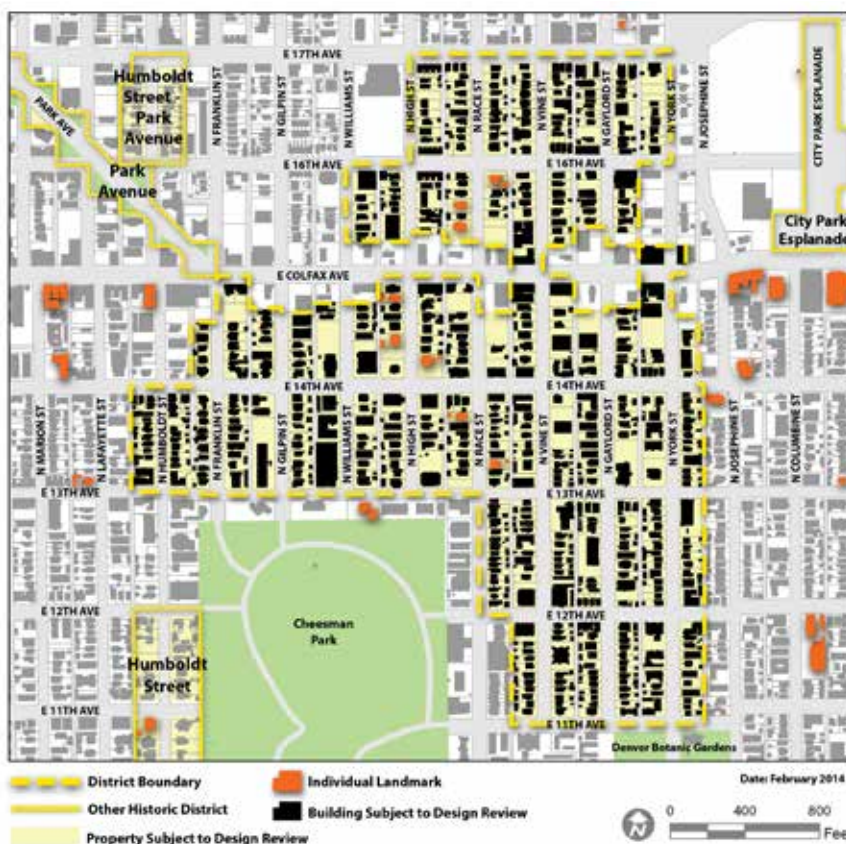 E 17TH AVE
Humboldt
Street
Park
Avenue
PARK AVE
N FRANKLIN ST
N GILPIN ST
N WILLIAMS ST
N HIGH ST
N RACE ST
N VINE ST
N GAYLORD ST
N YORK ST
N JOSEPHINE ST
CITY PARK ESPLANADE
E 16TH AVE
E 16TH AVE
Park
Avenue
City Park
Esplanade
E COLFAX AVE
E 14TH AVE
E 14TH AVE
N MARION ST
N LAFAYETTE ST
N HUMBOLDT ST
N FRANKLIN ST
N GILPIN ST
N WILLIAMS ST
N HIGH ST
N RACE ST
N VINE ST
N GAYLORD ST
N YORK ST
N JOSEPHINE ST
N COLUMBINE ST
E 13TH AVE
E 13TH AVE
E 12TH AVE
E 12TH AVE
Cheesman
Park
Humboldt
Street
E 11TH AVE
E 11TH AVE
Denver Botanic Gardens
District Boundary
Individual Landmark
Date: February 2014
Other Historic District
Building Subject to Design Review
Property Subject to Design Review
N
0 400 800
Feet